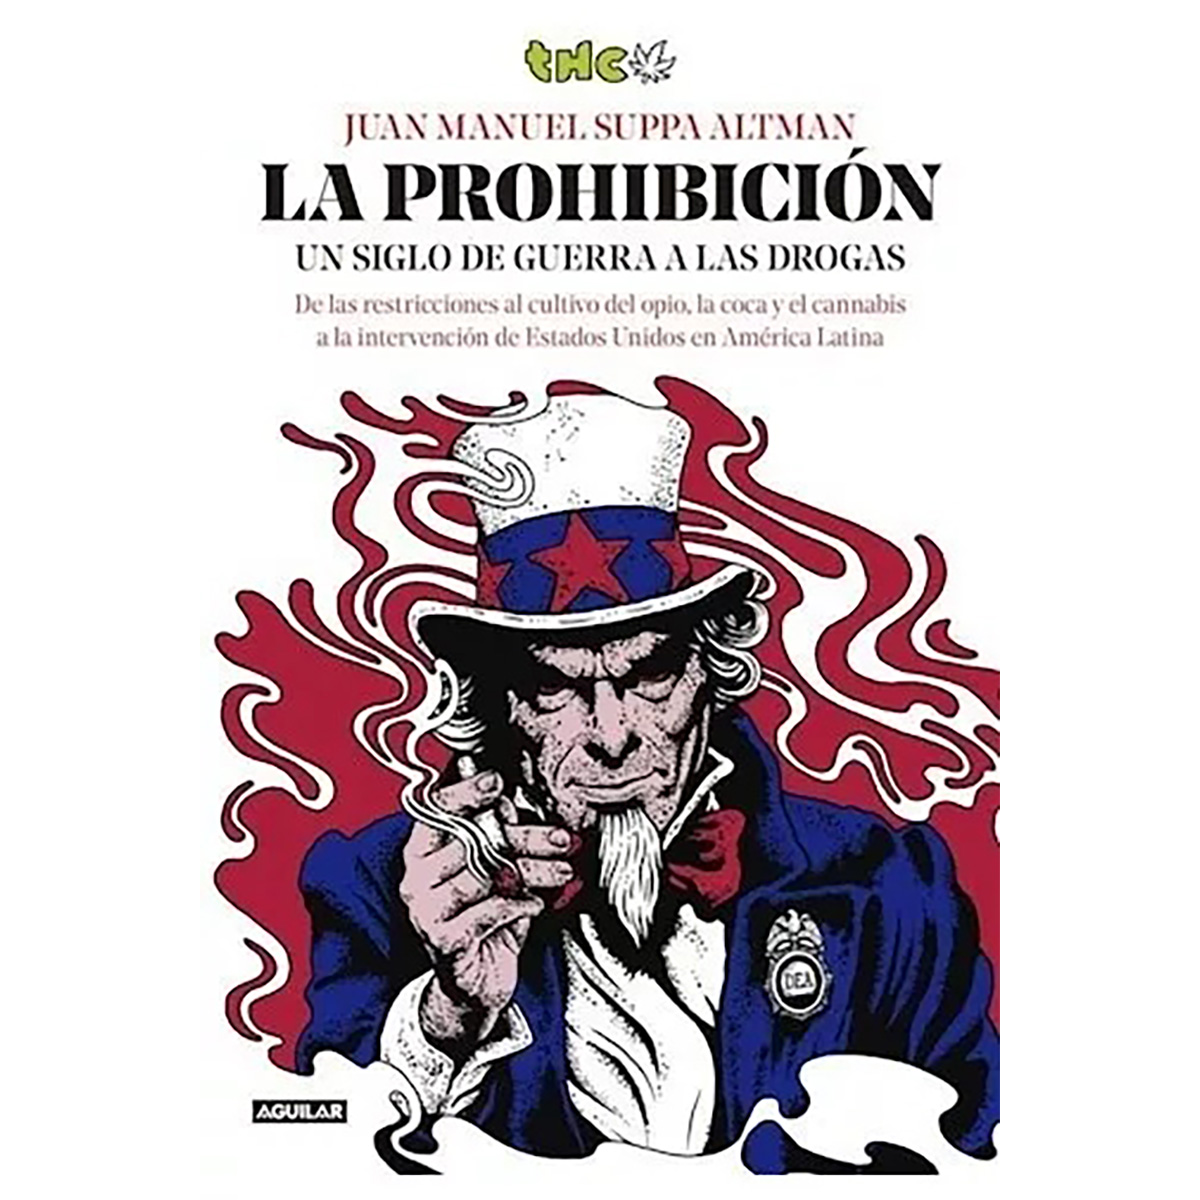 tHC
JUAN MANUEL SUPPA ALTMAN
LA PROHIBICIÓN
UN SIGLO DE GUERRA A LAS DROGAS
De las restricciones al cultivo del opio, la coca y el cannabis
a la intervención de Estados Unidos en América Latina
DEA
AGUILAR